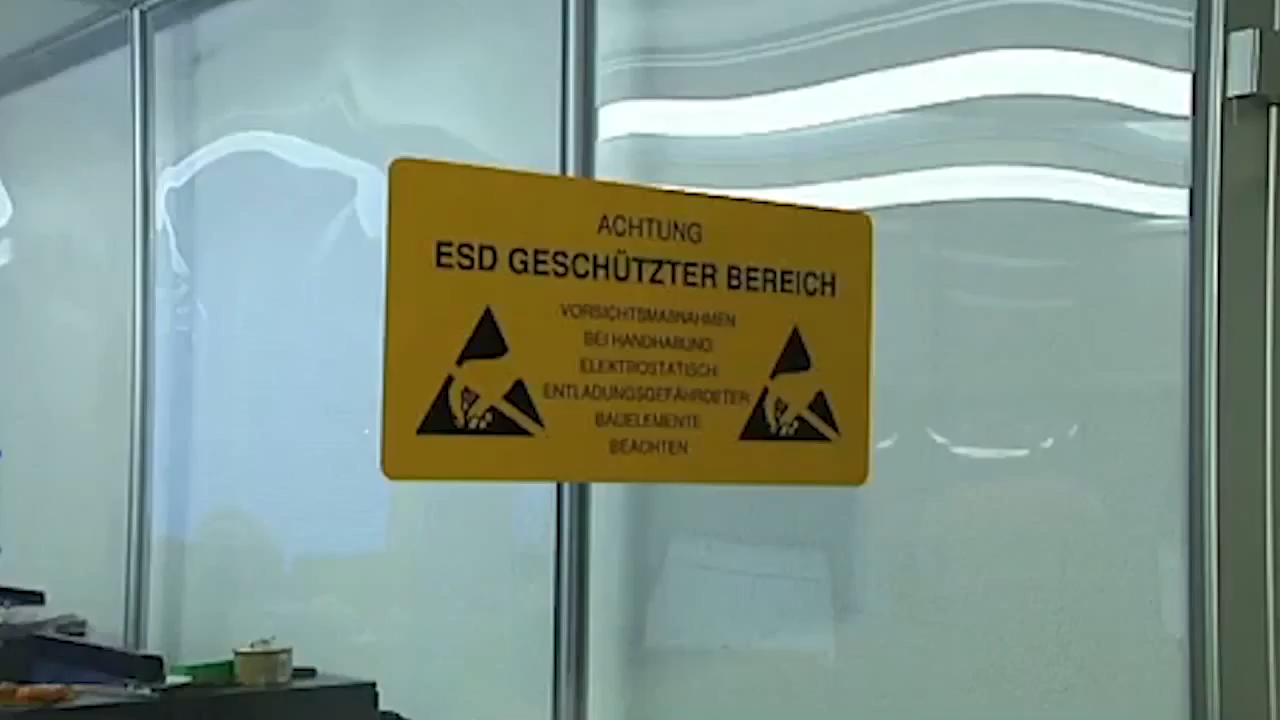 ACHTUNG
ESD GESCHÜTZTER BEREICH
VORSICHTSMAßNAHMEN
BEI HANDHABUNG
ELEKTROSTATISCH
ENTLADUNGSGEFÄHRDETER
BAUELEMENTE
BEACHTEN